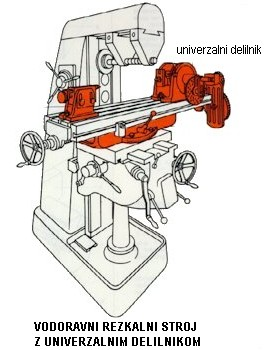 univerzalni delilnik
VODORAVNI REZKALNI STROJ
Z UNIVERZALNIM DELILNIKOM